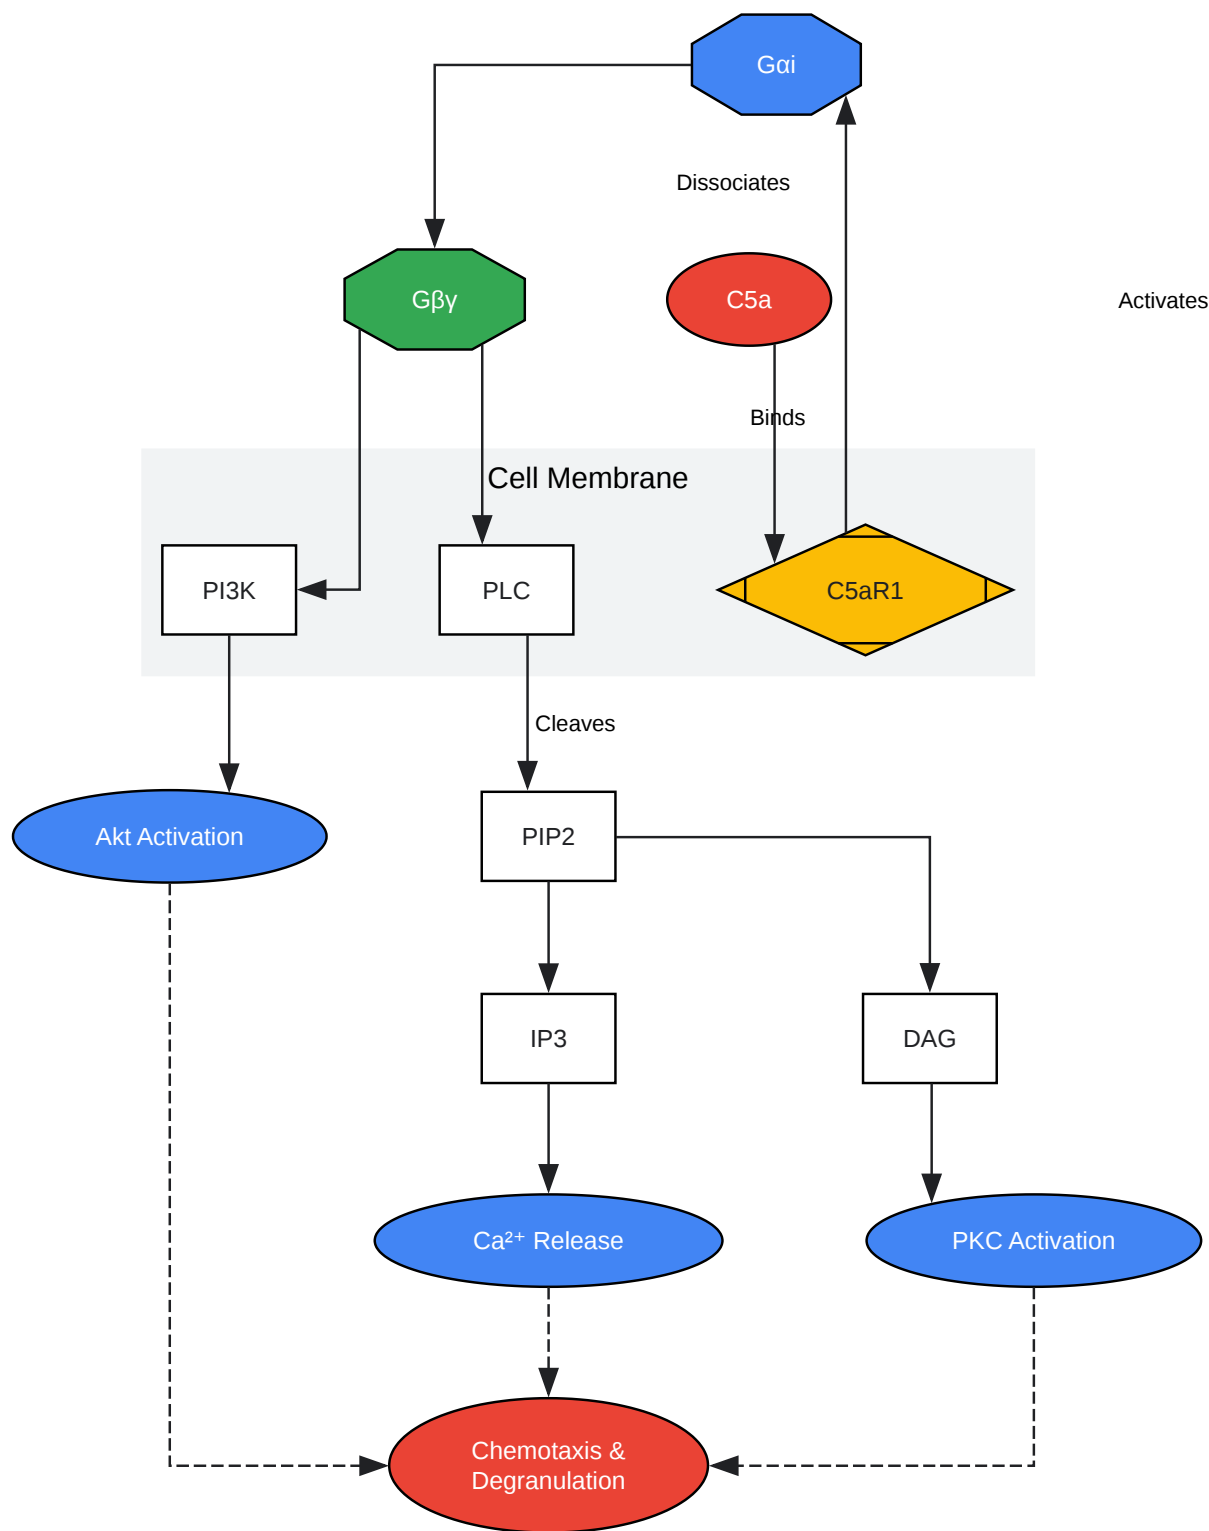 Gαi
Dissociates
Gβγ
C5a
Activates
Binds
Cell Membrane
PI3K
PLC
C5aR1
Cleaves
Akt Activation
PIP2
IP3
DAG
Ca²⁺ Release
PKC Activation
Chemotaxis &
Degranulation